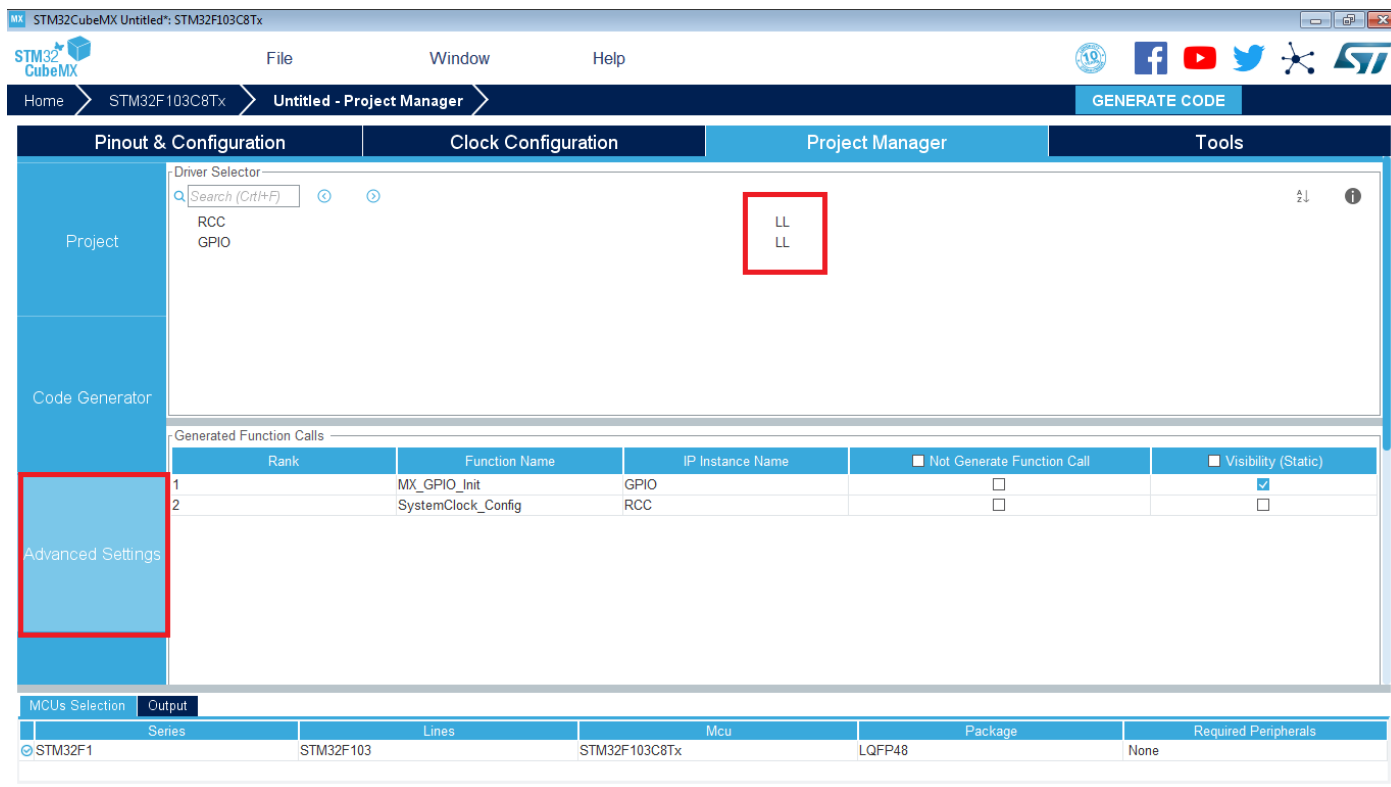 MX STM32CubeMX Untitled*: STM32F103C8Tx
STM32 CubeMX File Window Help 10 ST
Home STM32F103C8Tx Untitled - Project Manager GENERATE CODE
Pinout & Configuration Clock Configuration Project Manager Tools
Driver Selector
Search (Crtl+F)
RCC LL
Project
GPIO LL
Code Generator
Generated Function Calls
Rank Function Name IP Instance Name Not Generate Function Call Visibility (Static)
1 MX_GPIO_Init GPIO
2 SystemClock_Config RCC
Advanced Settings
MCUs Selection Output
Series Lines Mcu Package Required Peripherals
STM32F1 STM32F103 STM32F103C8Tx LQFP48 None